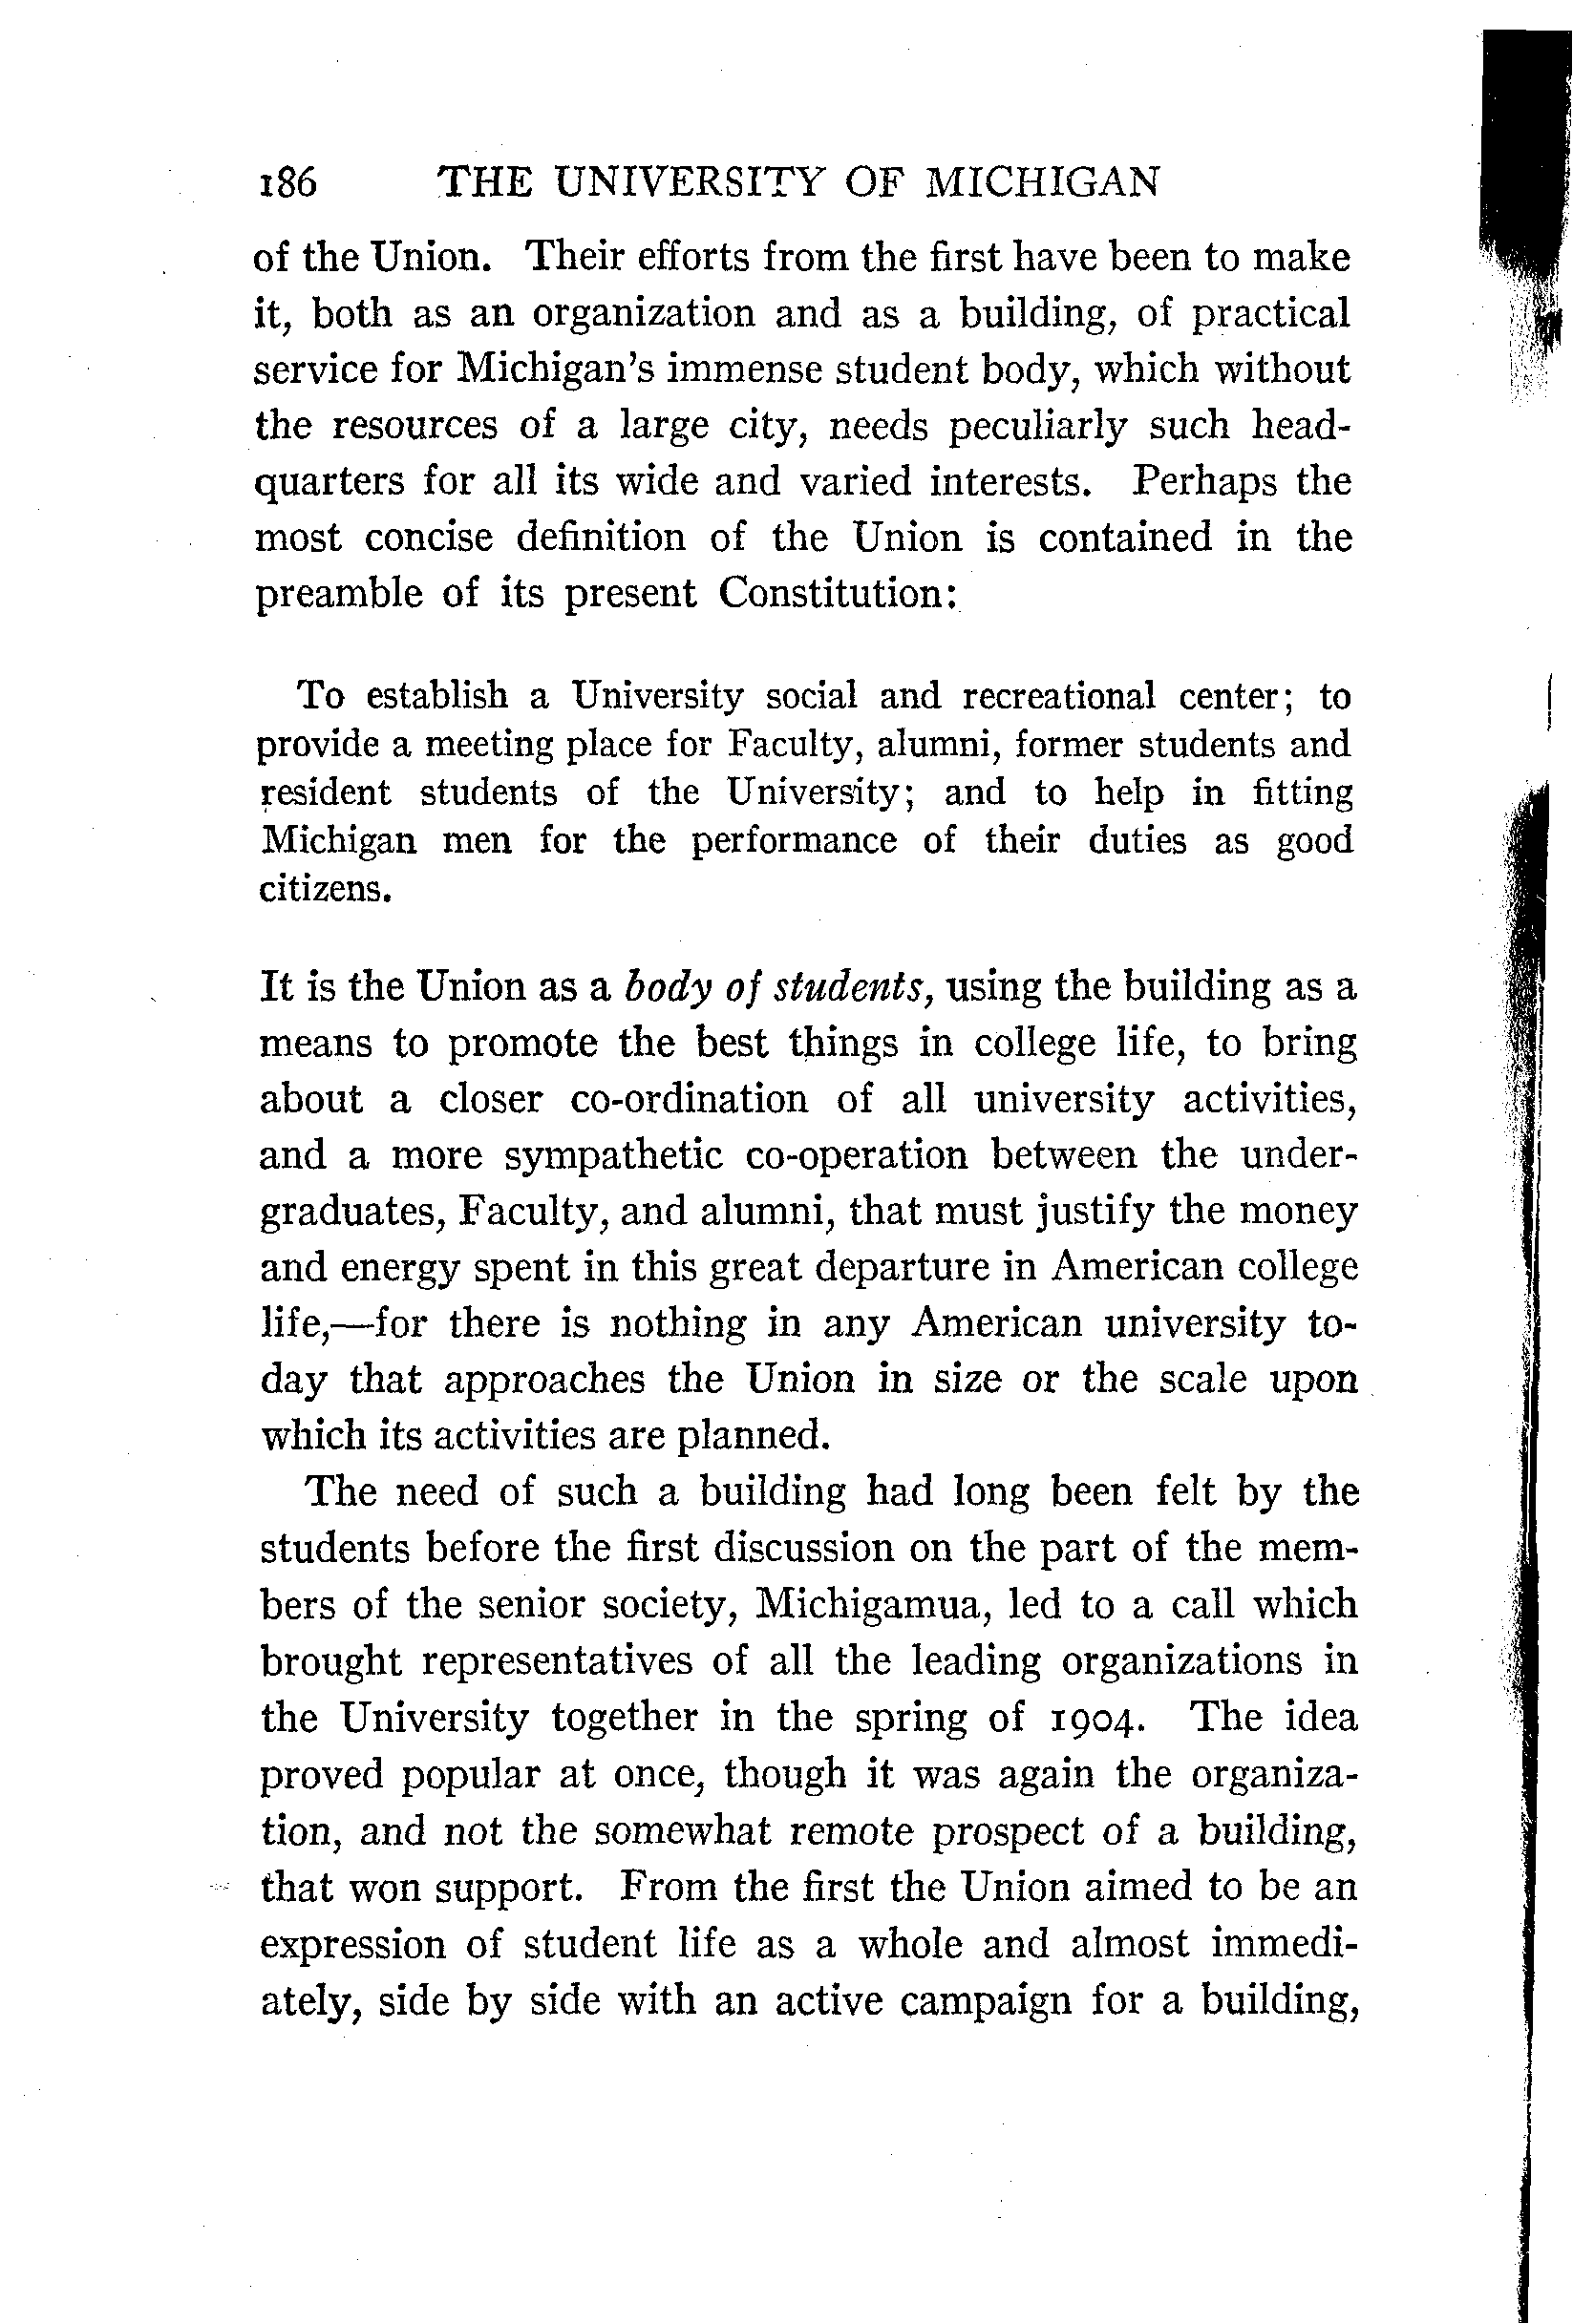 186 THE UNIVERSITY OF MICHIGAN
of the Union. Their efforts from the first have been to make
it, both as an organization and as a building, of practical
service for Michigan's immense student body, which without
the resources of a large city, needs peculiarly such head-
quarters for all its wide and varied interests. Perhaps the
most concise definition of the Union is contained in the
preamble of its present Constitution:
To establish a University social and recreational center; to
provide a meeting place for Faculty, alumni, former students and
resident students of the University; and to help in fitting
Michigan men for the performance of their duties as good
citizens.
It is the Union as a body of students, using the building as a
means to promote the best things in college life, to bring
about a closer co-ordination of all university activities,
and a more sympathetic co-operation between the under-
graduates, Faculty, and alumni, that must justify the money
and energy spent in this great departure in American college
life,—for there is nothing in any American university to-
day that approaches the Union in size or the scale upon
which its activities are planned.
The need of such a building had long been felt by the
students before the first discussion on the part of the mem-
bers of the senior society, Michigamua, led to a call which
brought representatives of all the leading organizations in
the University together in the spring of 1904. The idea
proved popular at once, though it was again the organiza-
tion, and not the somewhat remote prospect of a building,
that won support. From the first the Union aimed to be an
expression of student life as a whole and almost immedi-
ately, side by side with an active campaign for a building,